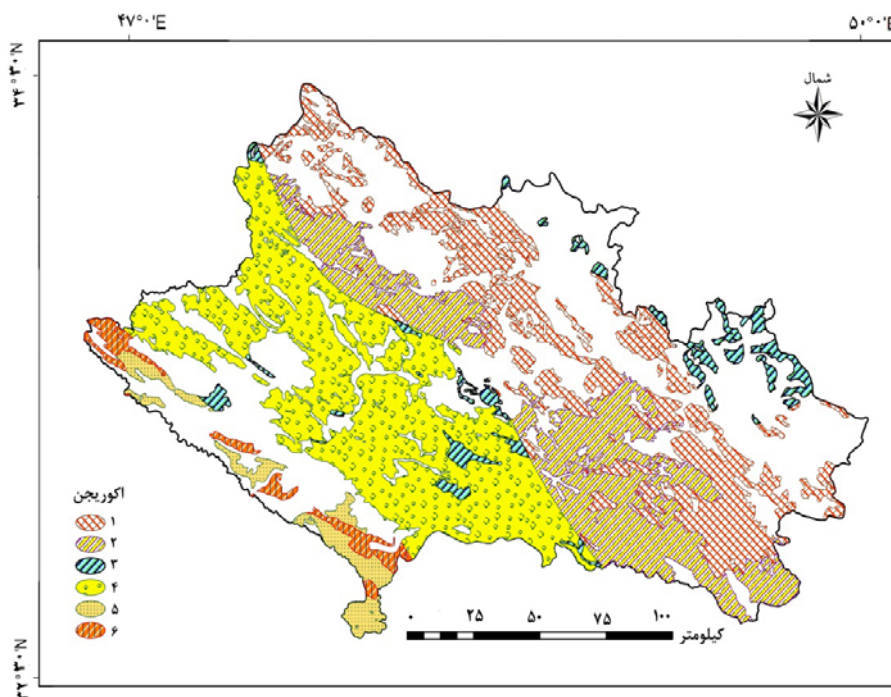 ۴۷°۰'E
۵۰°۰'E
۳۴°۳۰'N
شمال
اکوریجن
۱
۲
۳
۴
۵
۶
۰ ۲۵ ۵۰ ۷۵ ۱۰۰
کیلومتر
۳۲°۳۰'N